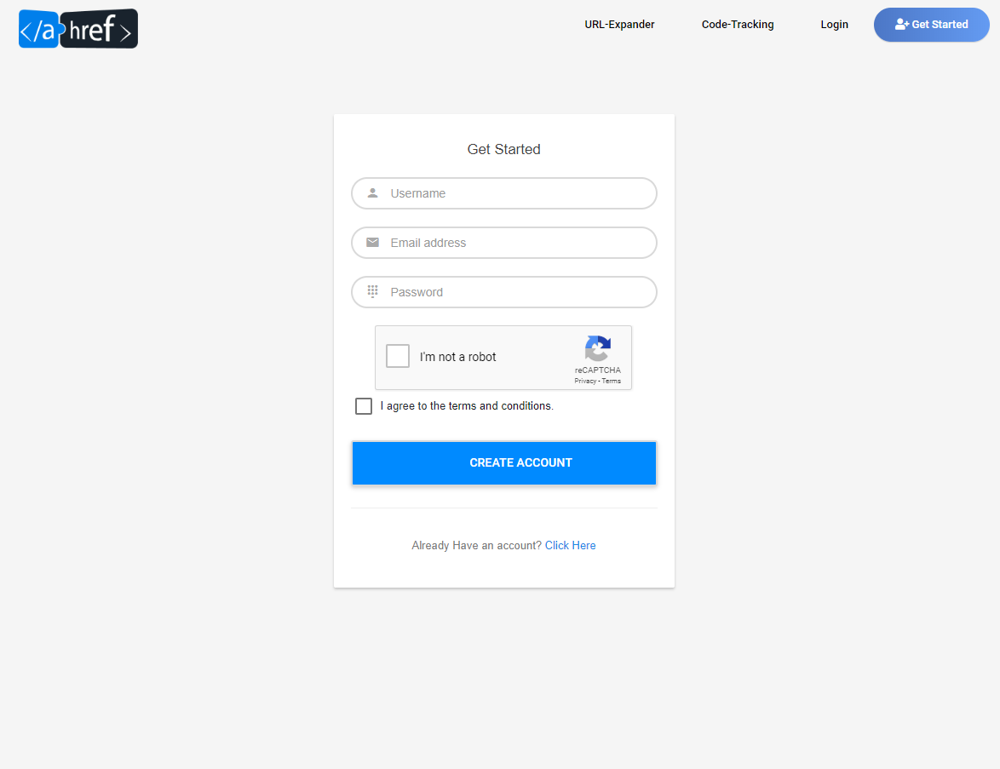 </a href >
URL-Expander
Code-Tracking
Login
Get Started
Get Started
Username
Email address
Password
I'm not a robot
reCAPTCHA
Privacy - Terms
I agree to the terms and conditions.
CREATE ACCOUNT
Already Have an account? Click Here